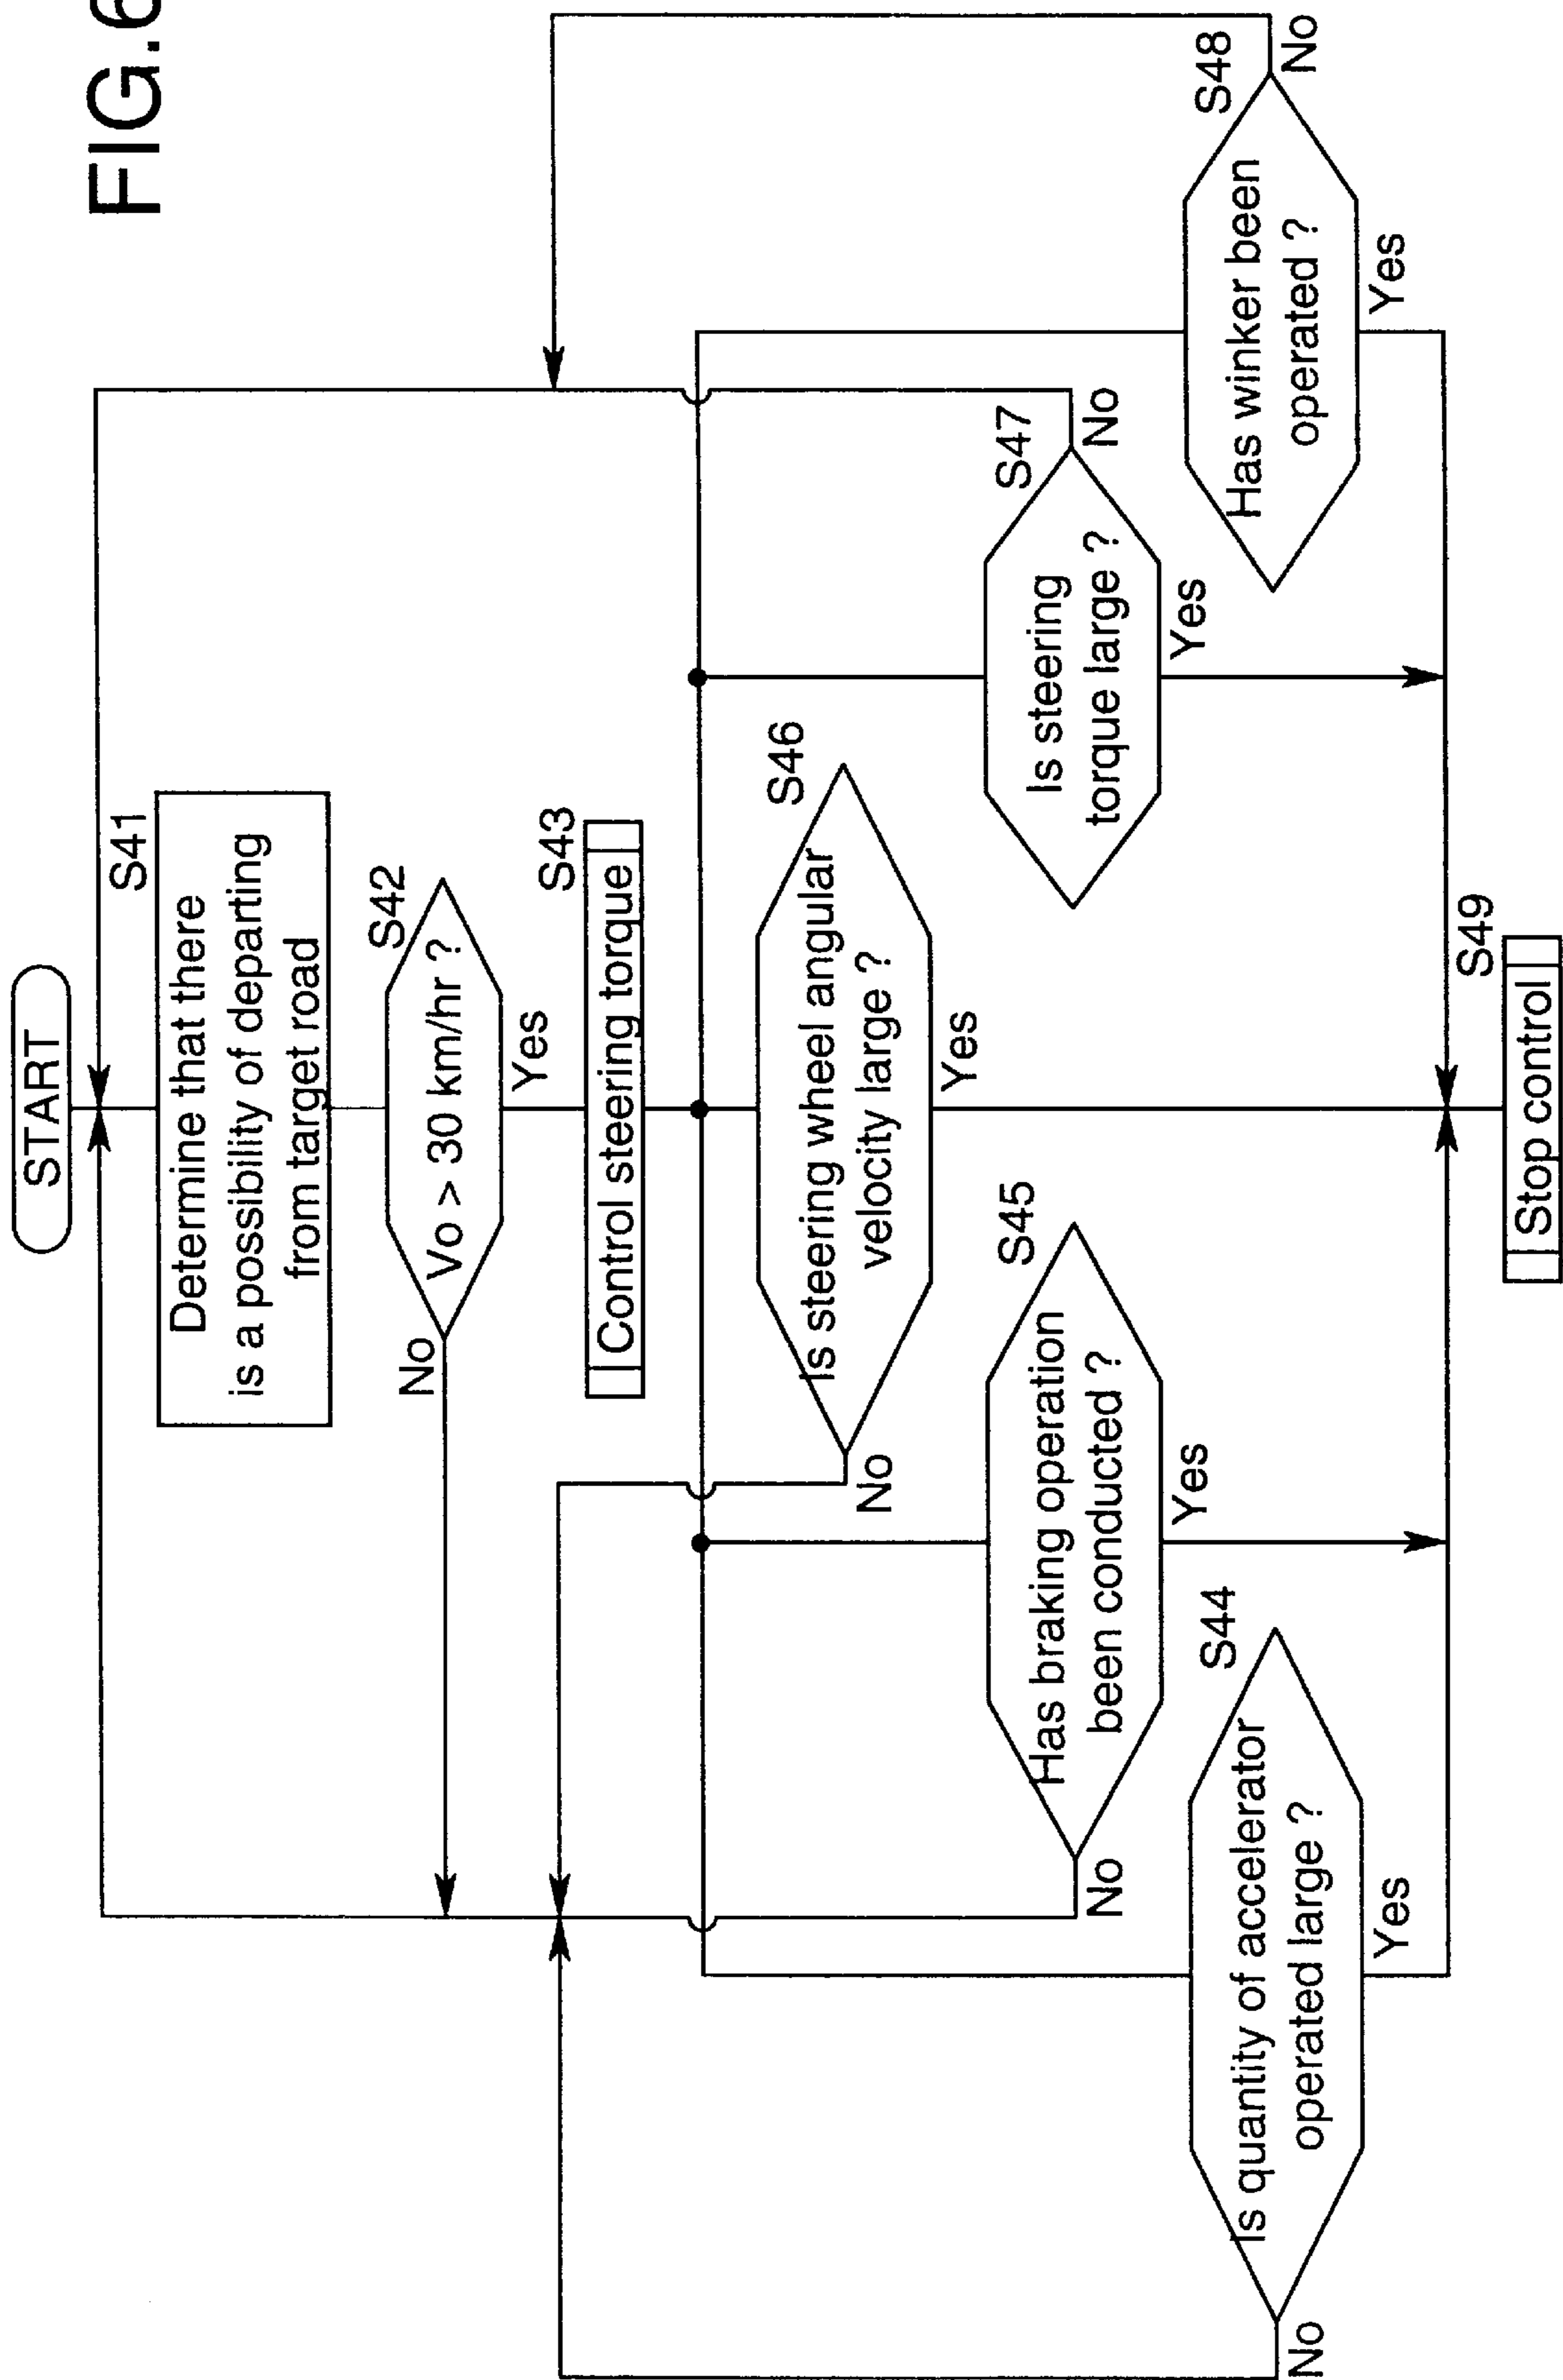 FIG.6
START
S41
Determine that there
is a possibility of departing
from target road
S42
Vo > 30 km/hr ?
No
Yes
S43
Control steering torque
S46
Is steering wheel angular
velocity large ?
No
Yes
S45
Has braking operation
been conducted ?
No
Yes
S47
Is steering
torque large ?
No
Yes
S44
Is quantity of accelerator
operated large ?
No
Yes
S48
Has winker been
operated ?
No
Yes
S49
Stop control